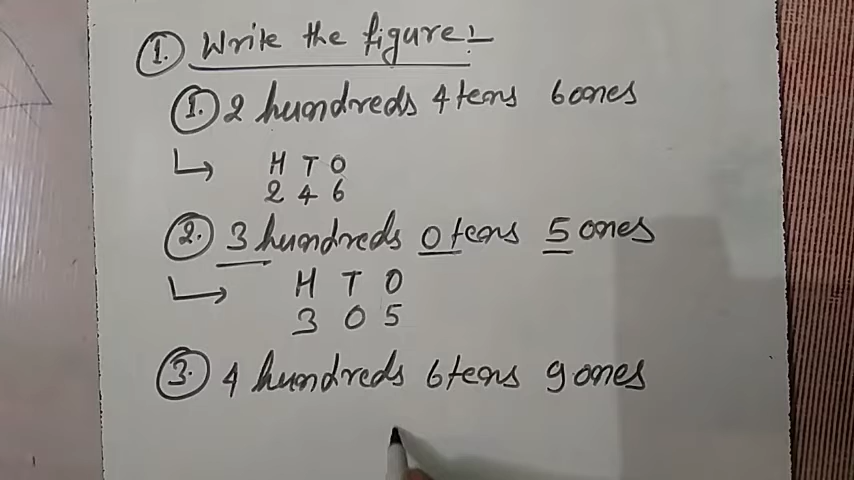 1. Write the figure:-
1. 2 hundreds 4 tens 6 ones
H T O
2 4 6
2. 3 hundreds 0 tens 5 ones
H T O
3 0 5
3. 4 hundreds 6 tens 9 ones